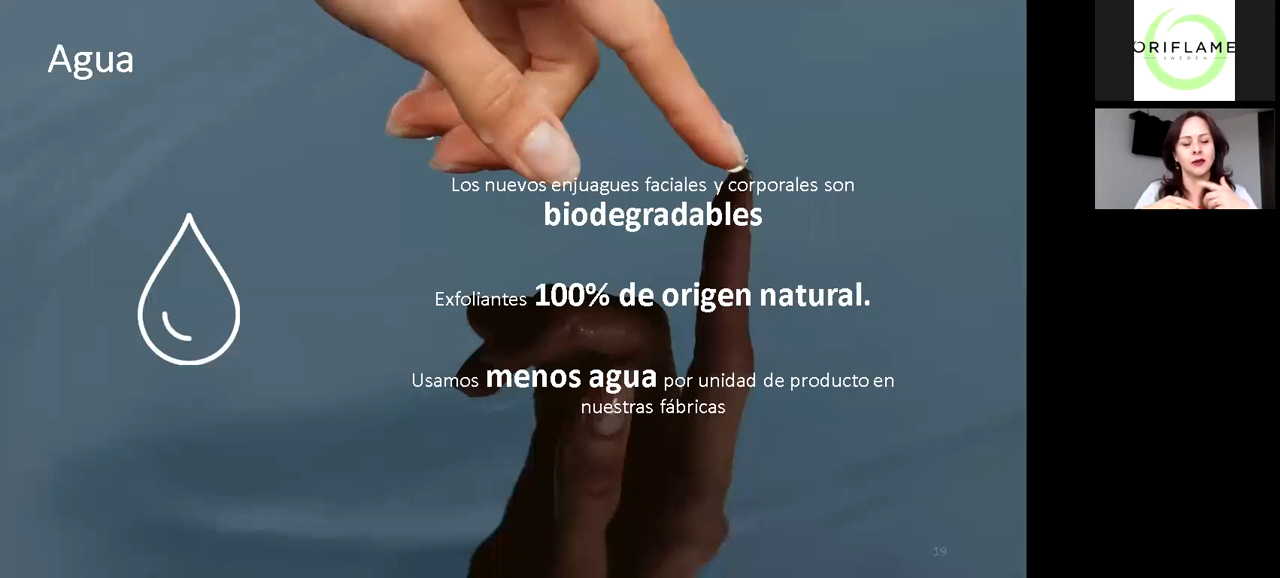 Agua
Los nuevos enjuagues faciales y corporales son
biodegradables
Exfoliantes 100% de origen natural.
Usamos menos agua por unidad de producto en
nuestras fábricas
19
ORIFLAME
SWEDEN